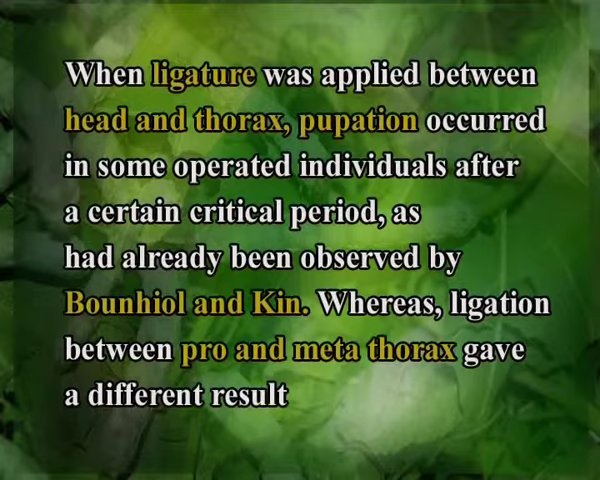 When ligature was applied between
head and thorax, pupation occurred
in some operated individuals after
a certain critical period, as
had already been observed by
Bounhiol and Kin. Whereas, ligation
between pro and meta thorax gave
a different result